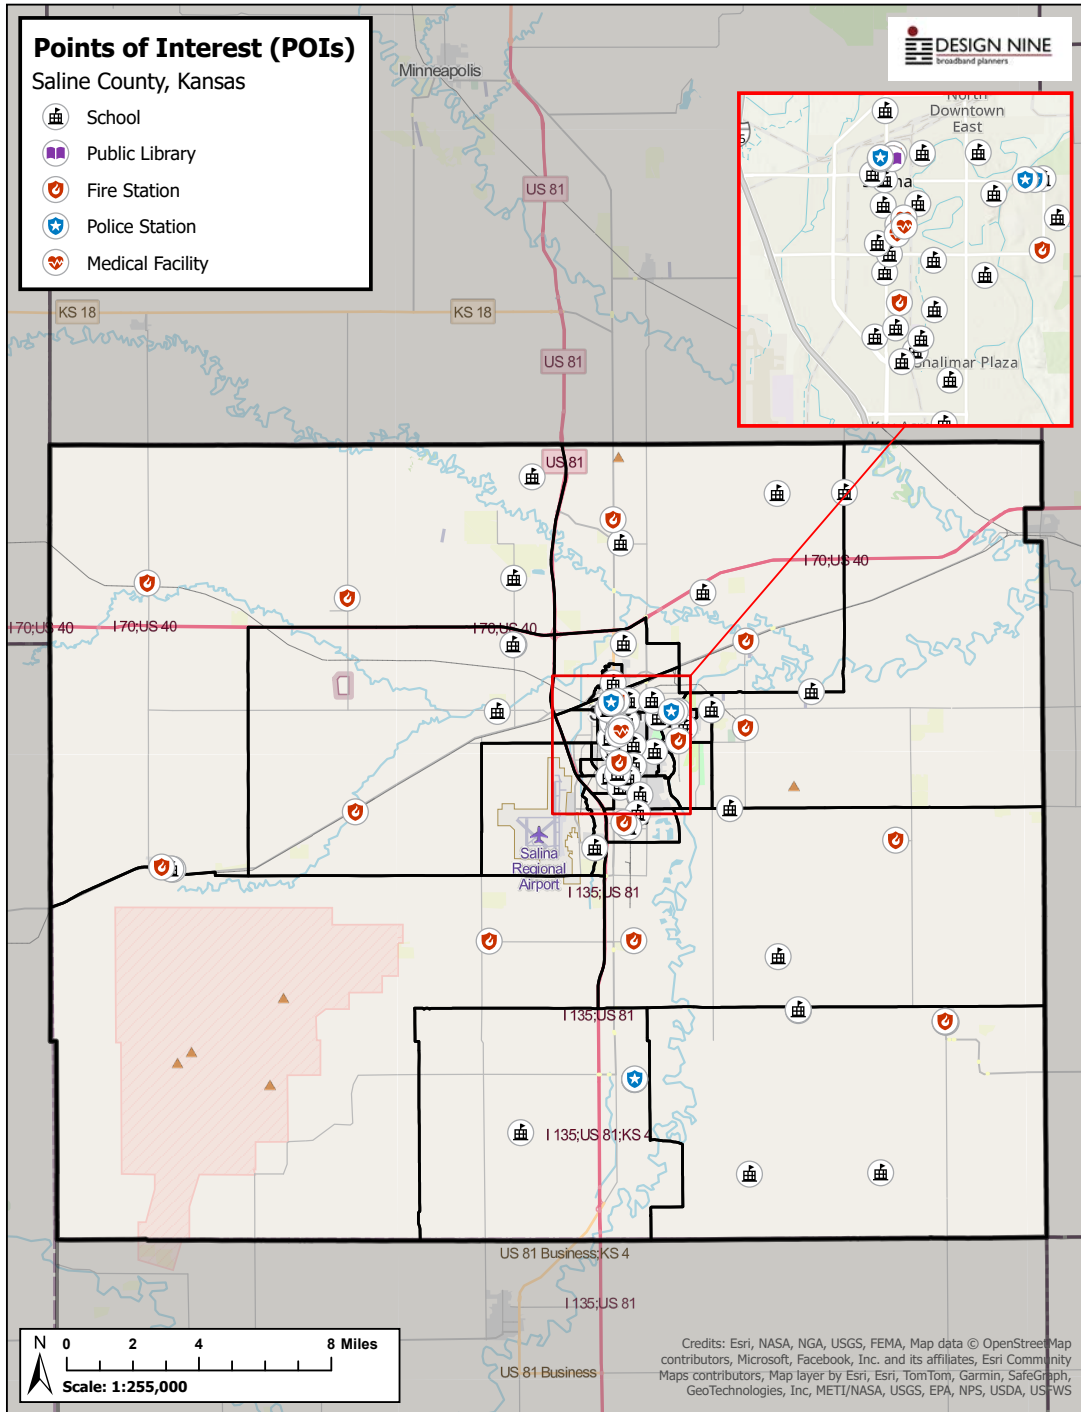 Points of Interest (POIs)
Saline County, Kansas
School
Public Library
Fire Station
Police Station
Medical Facility
DESIGN NINE
broadband planners
Minneapolis
US 81
KS 18
KS 18
US 81
US 81
North
Downtown
East
Shalimar Plaza
I 70;US 40
I 70;US 40
I 70;US 40
I 70;US 40
Salina
Regional
Airport
I 135;US 81
I 135;US 81
I 135;US 81;KS 4
US 81 Business;KS 4
I 135;US 81
US 81 Business
N
0 2 4 8 Miles
Scale: 1:255,000
Credits: Esri, NASA, NGA, USGS, FEMA, Map data © OpenStreetMap
contributors, Microsoft, Facebook, Inc. and its affiliates, Esri Community
Maps contributors, Map layer by Esri, Esri, TomTom, Garmin, SafeGraph,
GeoTechnologies, Inc, METI/NASA, USGS, EPA, NPS, USDA, USFWS